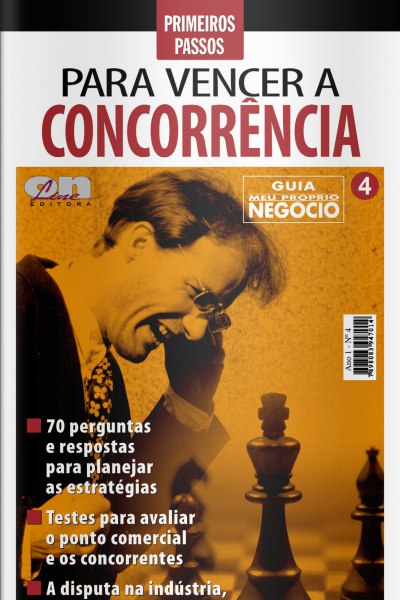 PRIMEIROS
PASSOS
PARA VENCER A
CONCORRÊNCIA
on
Line
EDITORA
GUIA
MEU PRÓPRIO
NEGÓCIO
4
Ano I - Nº 4
70 perguntas
e respostas
para planejar
as estratégias
Testes para avaliar
o ponto comercial
e os concorrentes
A disputa na indústria,